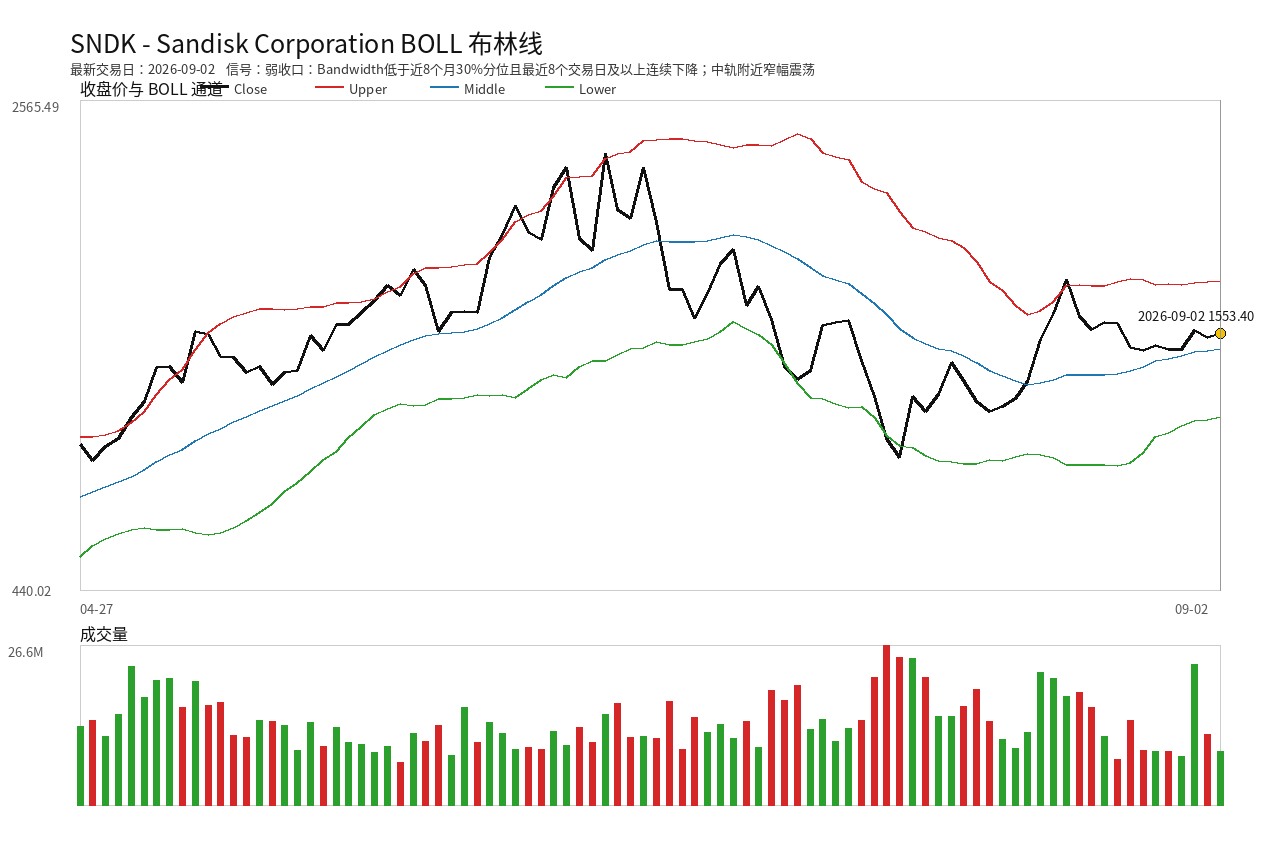 SNDK - Sandisk Corporation BOLL 布林线
最新交易日：2026-09-02 信号：弱收口：Bandwidth低于近8个月30%分位且最近8个交易日及以上连续下降；中轨附近窄幅震荡
收盘价与 BOLL 通道 Close Upper Middle Lower
2565.49
2026-09-02 1553.40
440.02
04-27 09-02
成交量
26.6M